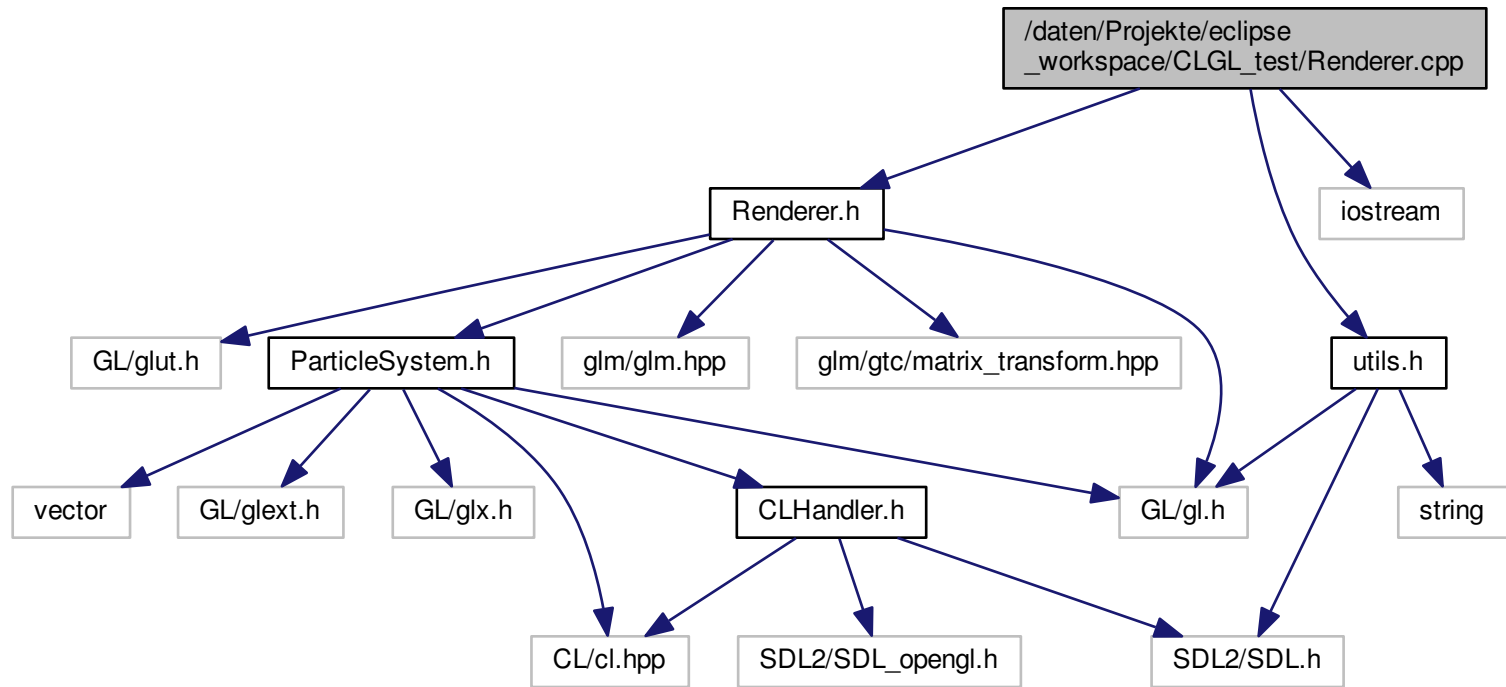 /daten/Projekte/eclipse
_workspace/CLGL_test/Renderer.cpp
Renderer.h
iostream
GL/glut.h
ParticleSystem.h
glm/glm.hpp
glm/gtc/matrix_transform.hpp
utils.h
vector
GL/glext.h
GL/glx.h
CLHandler.h
GL/gl.h
string
CL/cl.hpp
SDL2/SDL_opengl.h
SDL2/SDL.h